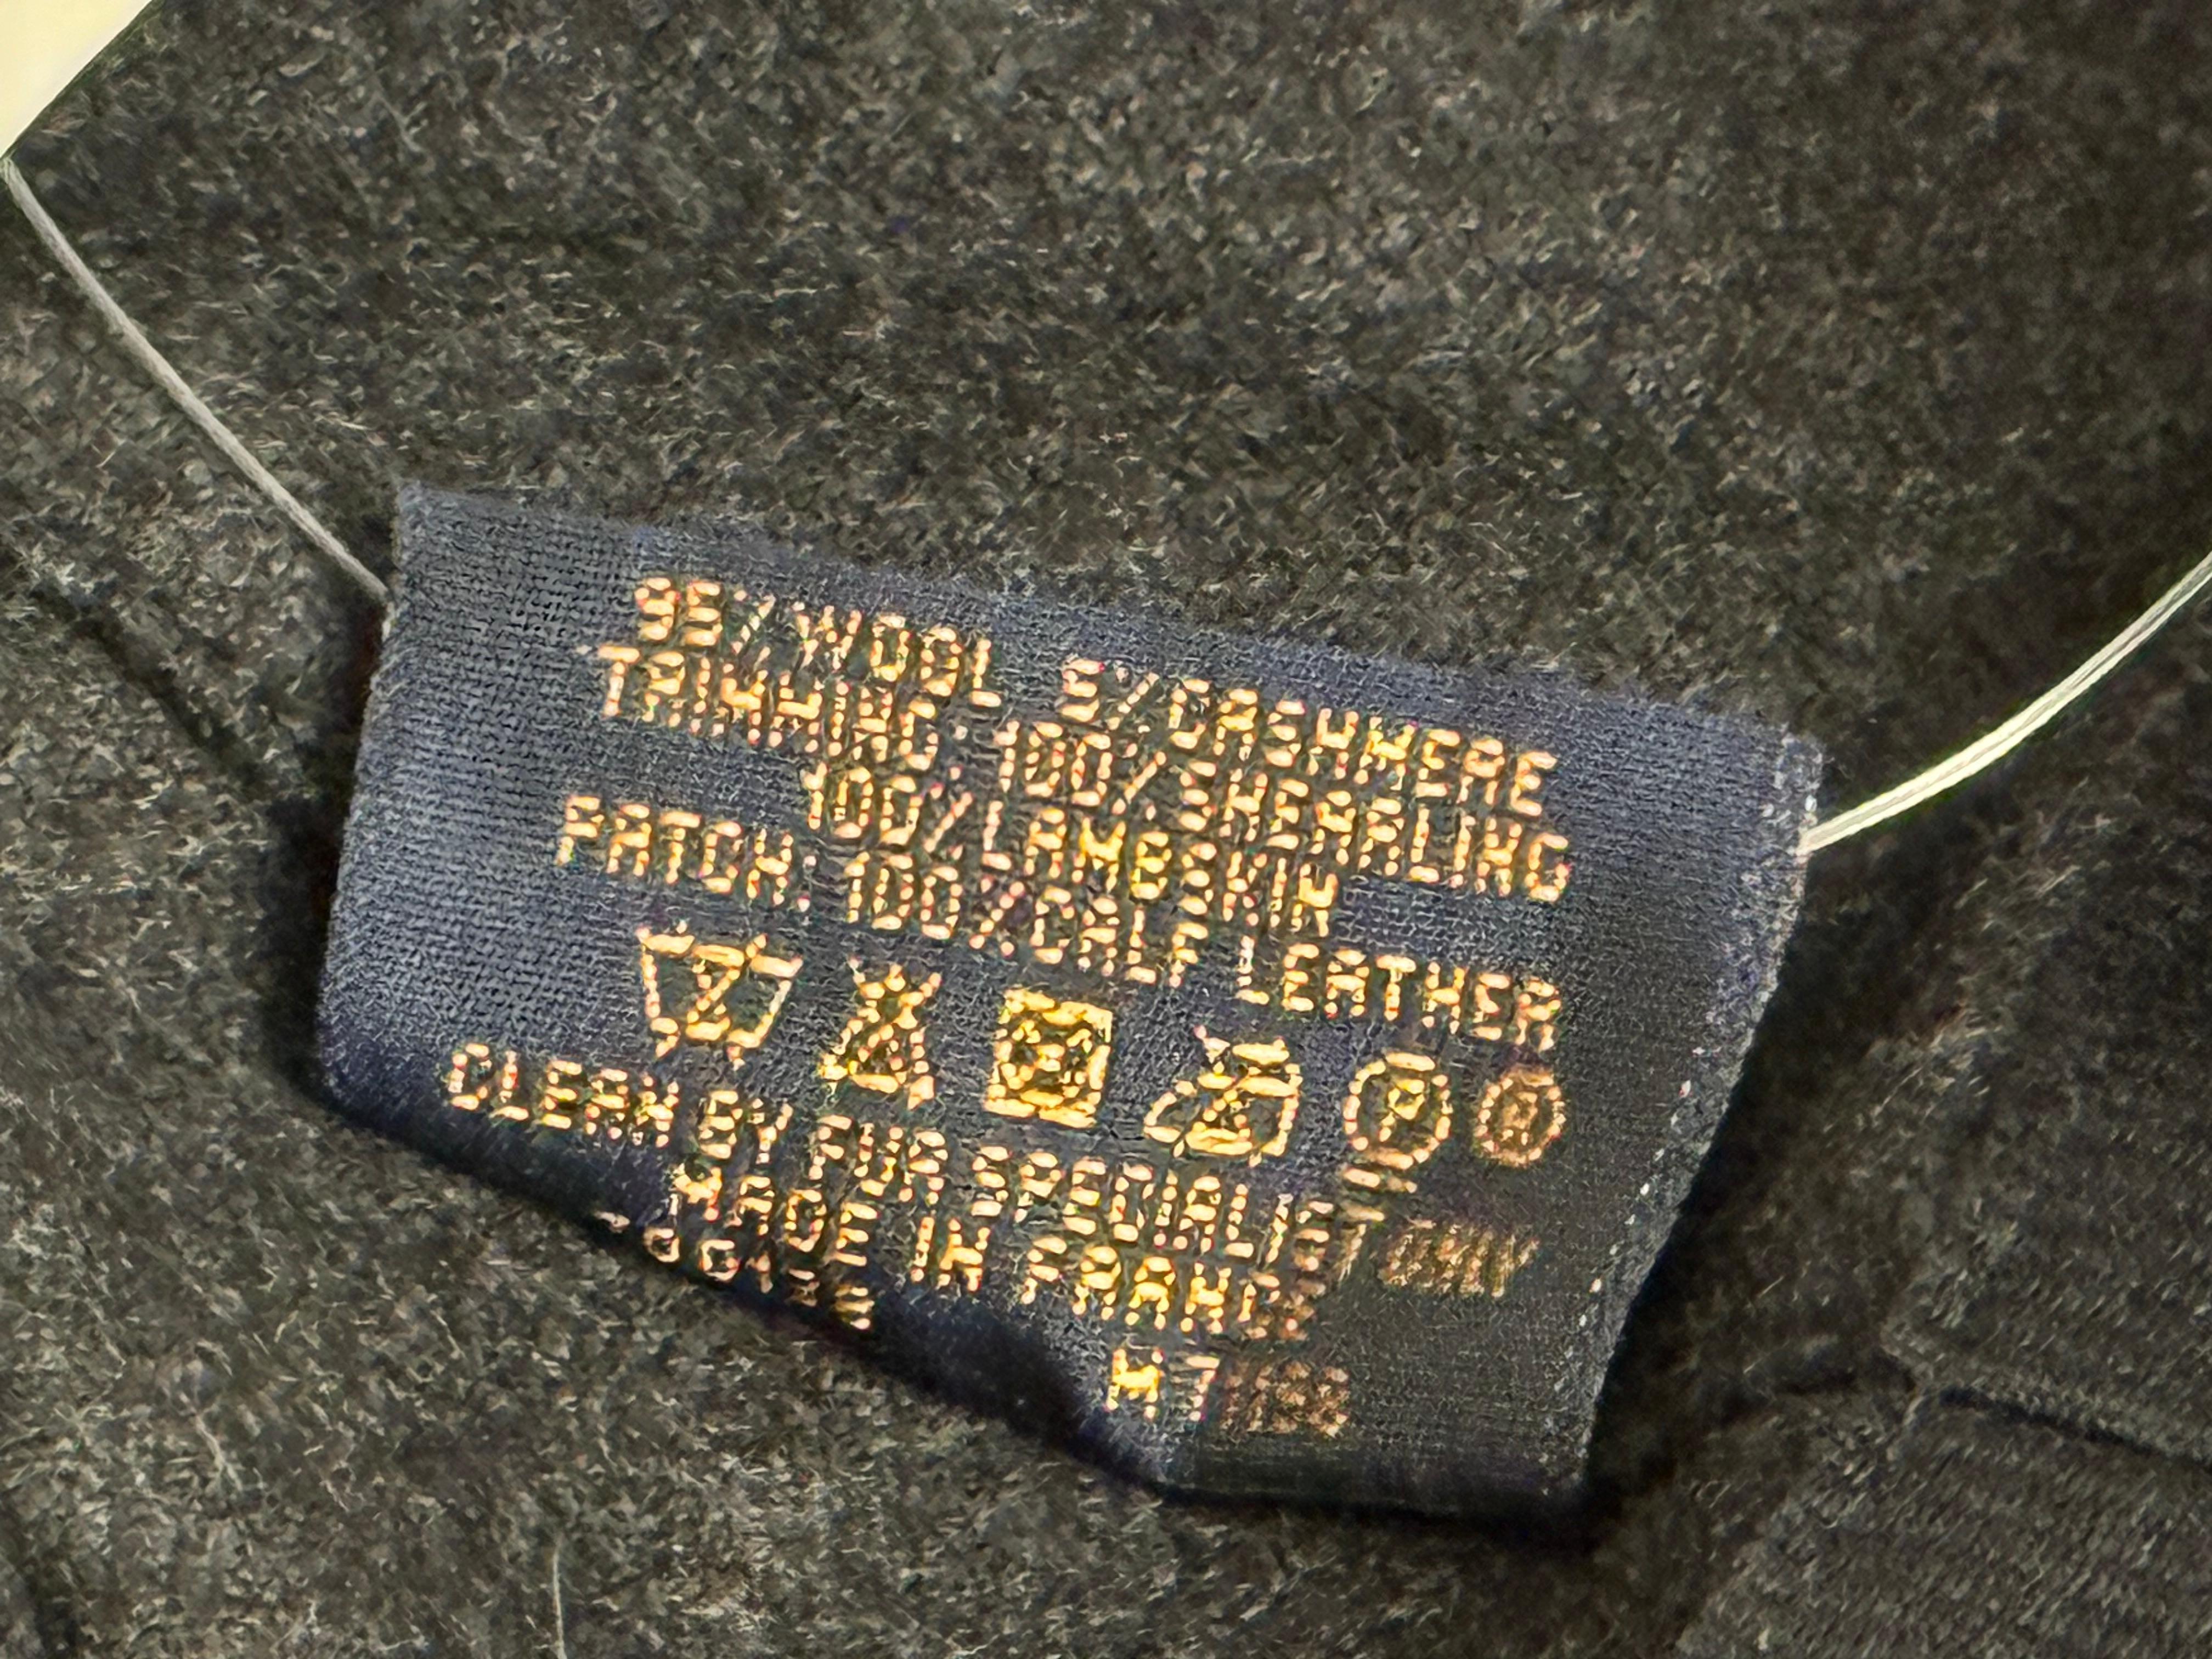 95%WOOL 5%CASHMERE
TRIMMING: 100%SHEARLING
100%LAMBSKIN
PATCH: 100%CALF LEATHER
P
CLEAN BY FUR SPECIALIST ONLY
MADE IN FRANCE